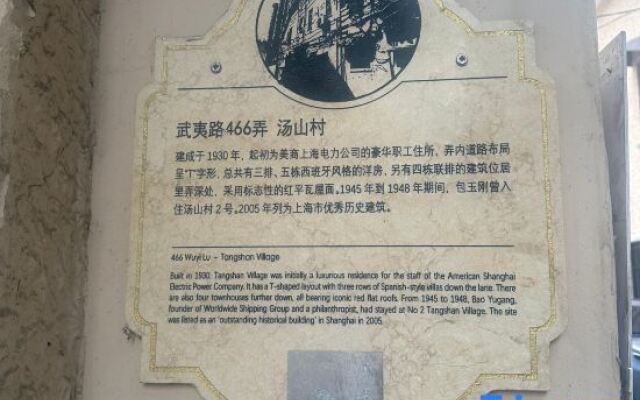 武夷路466弄 汤山村
建成于1930年，起初为美商上海电力公司的豪华职工住所，弄内道路布局
呈“T”字形，总共有三排、五栋西班牙风格的洋房，另有四栋联排的建筑位居
里弄深处，采用标志性的红平瓦屋面。1945年到1948年期间，包玉刚曾入
住汤山村2号。2005年列为上海市优秀历史建筑。
466 Wuyi Lu - Tangshan Village
Built in 1930, Tangshan Village was initially a luxurious residence for the staff of the American Shanghai
Electric Power Company. It has a T-shaped layout with three rows of Spanish-style villas down the lane. There
are also four townhouses further down, all bearing iconic red flat roofs. From 1945 to 1948, Bao Yugang,
founder of Worldwide Shipping Group and a philanthropist, had stayed at No 2 Tangshan Village. The site
was listed as an 'outstanding historical building' in Shanghai in 2005.